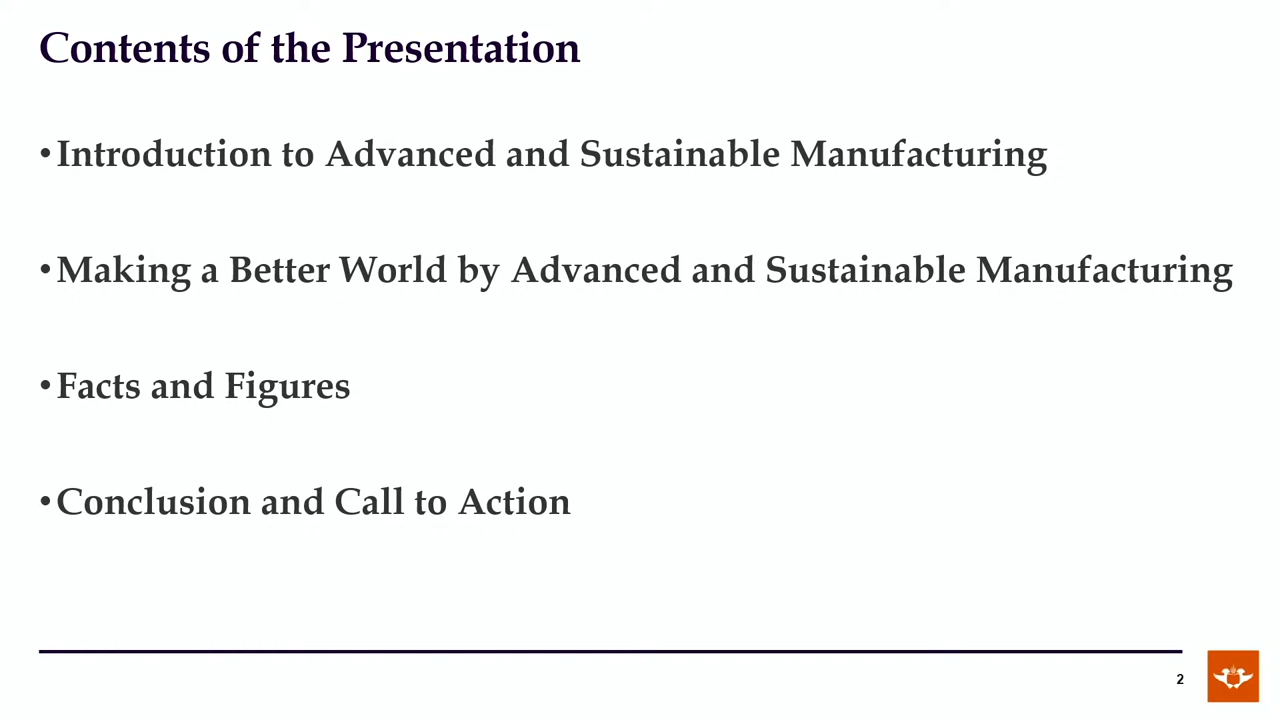 Contents of the Presentation
•Introduction to Advanced and Sustainable Manufacturing
•Making a Better World by Advanced and Sustainable Manufacturing
•Facts and Figures
•Conclusion and Call to Action
2